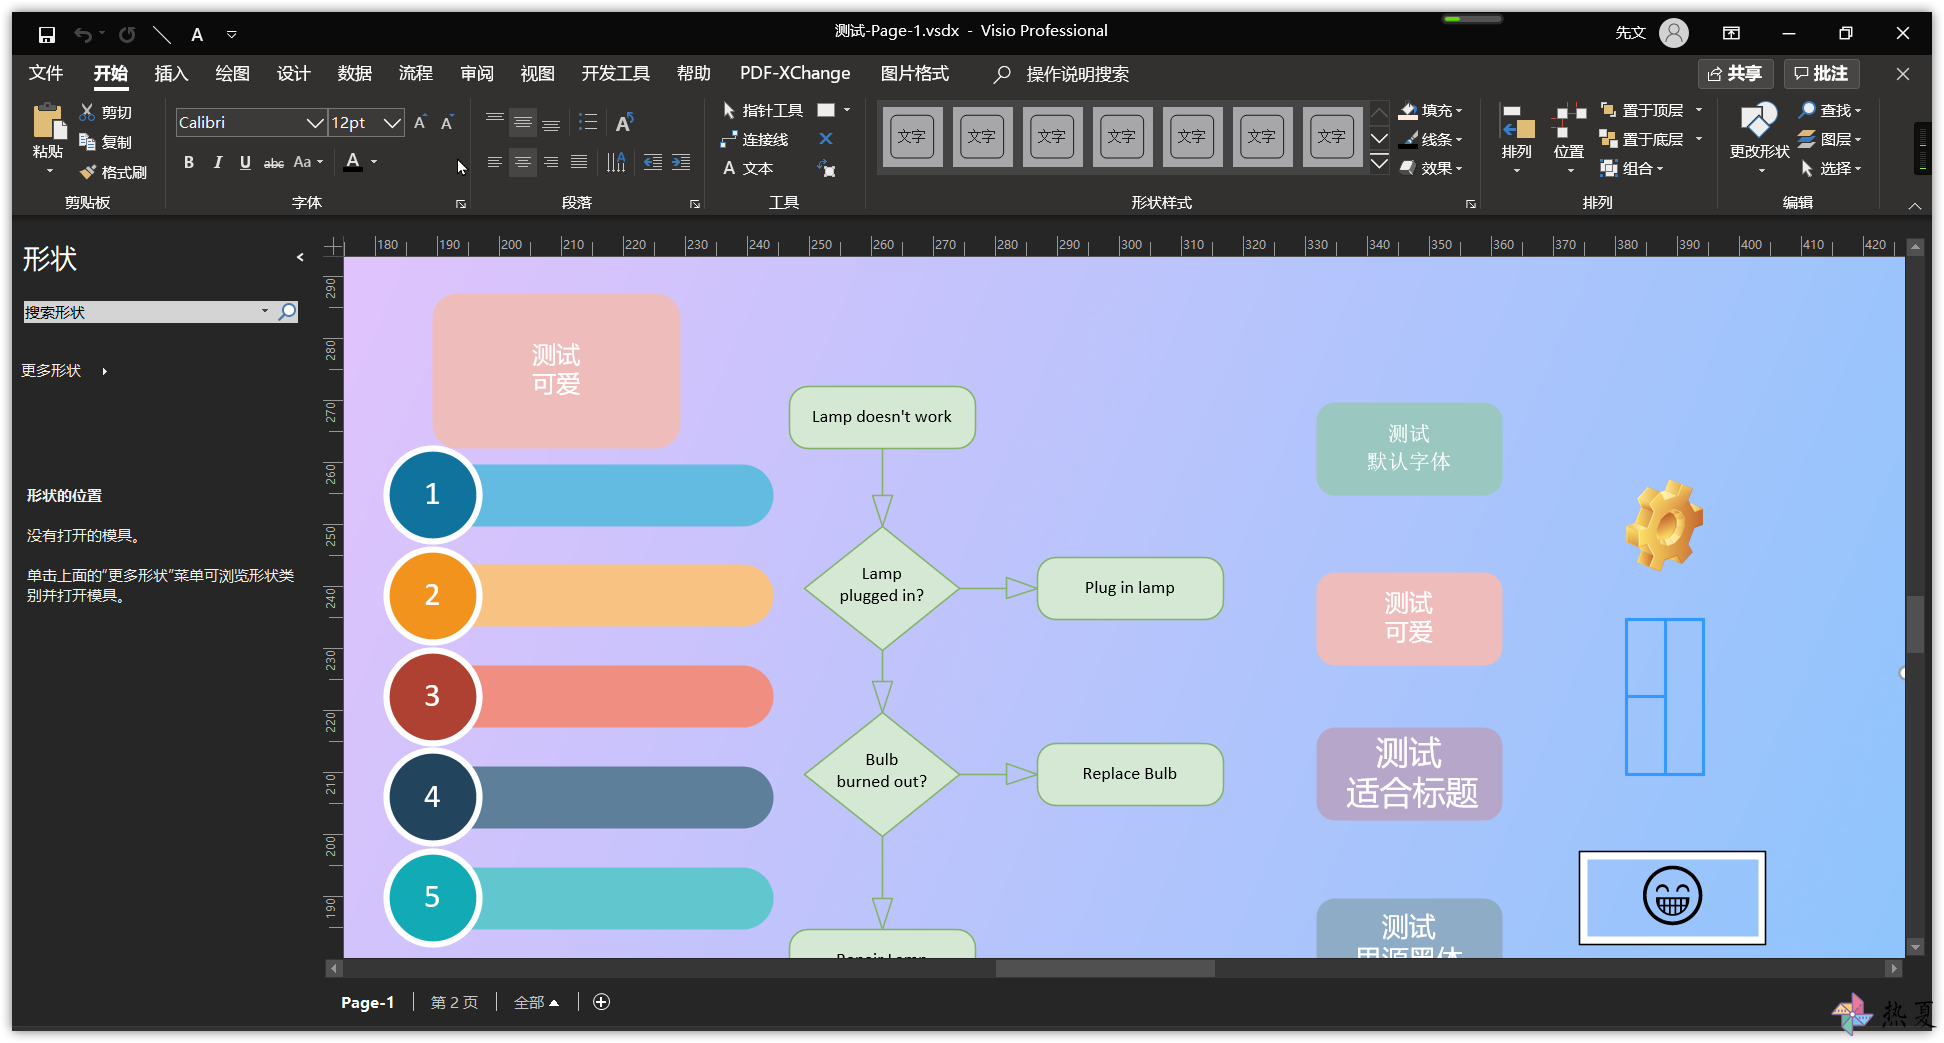 测试-Page-1.vsdx - Visio Professional
先文
文件 开始 插入 绘图 设计 数据 流程 审阅 视图 开发工具 帮助 PDF-XChange 图片格式 操作说明搜索 共享 批注
粘贴
剪切
复制
格式刷
剪贴板
Calibri 12pt
B I U abc Aa A
字体
段落
指针工具
连接线
文本
工具
文字 文字 文字 文字 文字 文字 文字
形状样式
填充
线条
效果
排列
位置
置于顶层
置于底层
组合
排列
更改形状
查找
图层
选择
编辑
形状
搜索形状
更多形状
形状的位置
没有打开的模具。
单击上面的“更多形状”菜单可浏览形状类
别并打开模具。
180 190 200 210 220 230 240 250 260 270 280 290 300 310 320 330 340 350 360 370 380 390 400 410 420
290
280
270
260
250
240
230
220
210
200
190
测试
可爱
1
2
3
4
5
Lamp doesn't work
Lamp
plugged in?
Plug in lamp
Bulb
burned out?
Replace Bulb
Repair Lamp
测试
默认字体
测试
可爱
测试
适合标题
测试
思源黑体
Page-1 第 2 页 全部
热夏